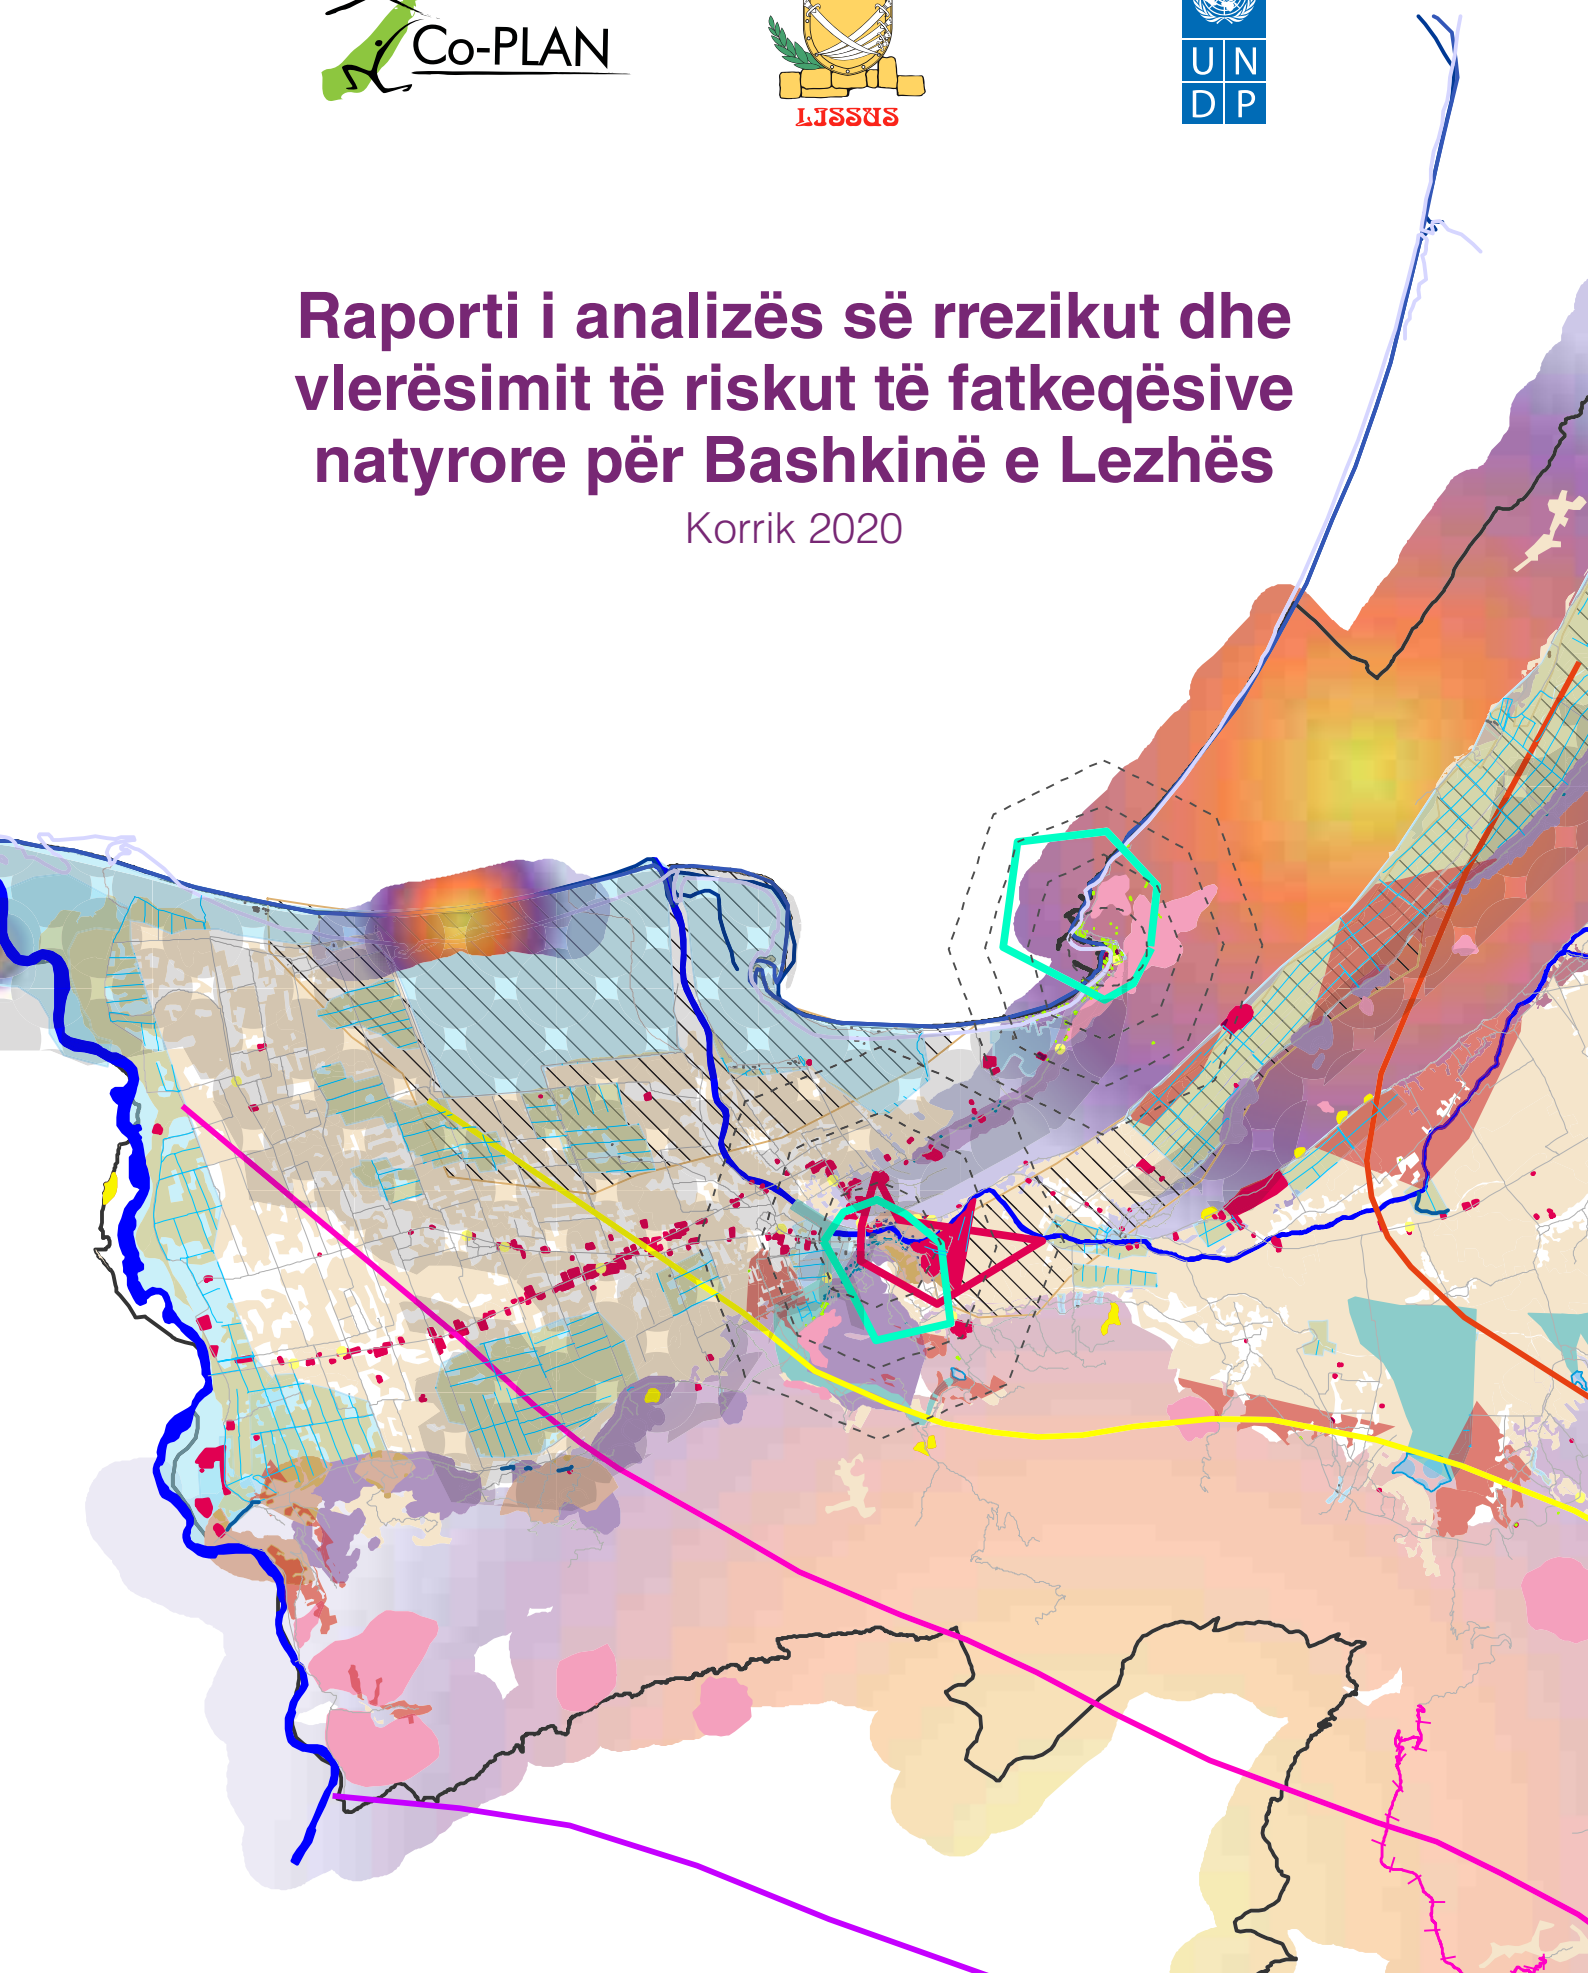 Co-PLAN
LISSUS
UN
DP
Raporti i analizës së rrezikut dhe
vlerësimit të riskut të fatkeqësive
natyrore për Bashkinë e Lezhës
Korrik 2020